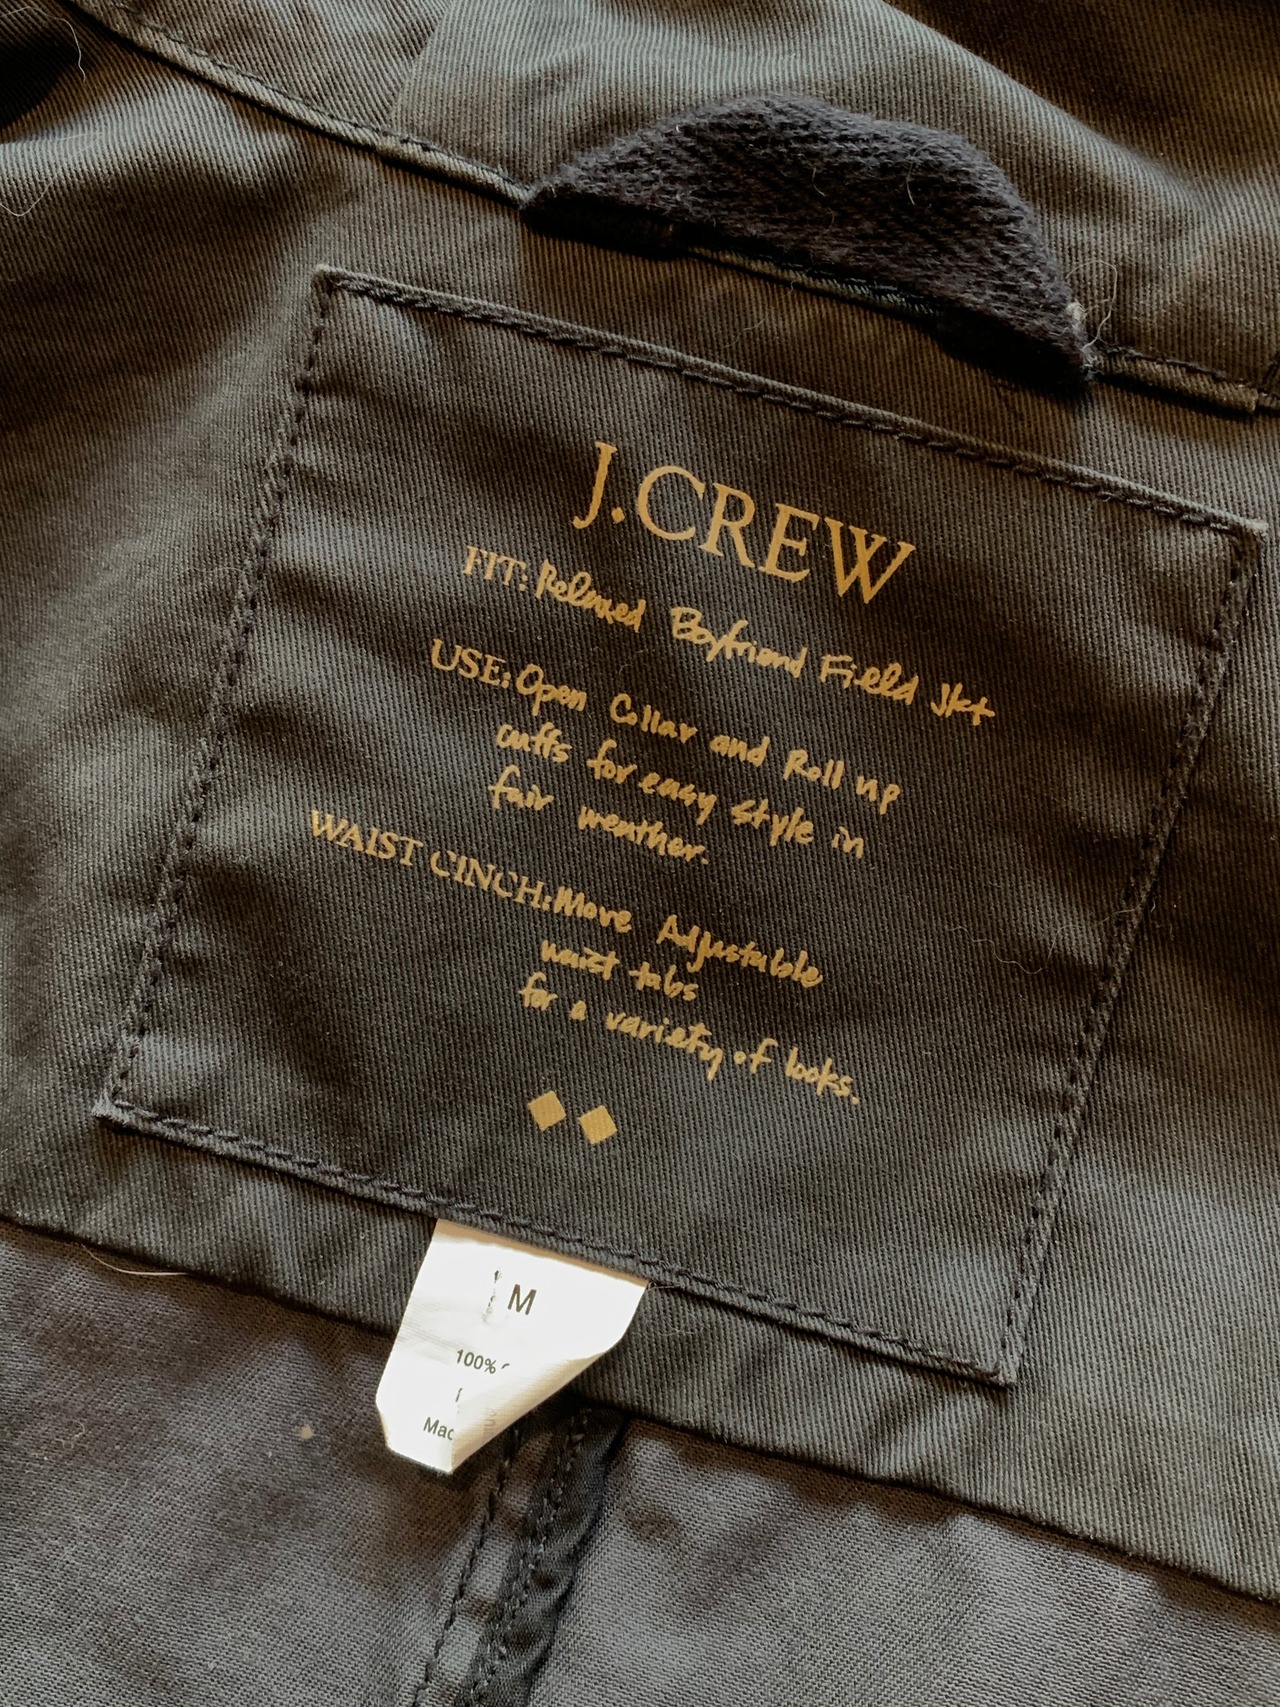 J.CREW
FIT: Relaxed Boyfriend Field Jkt
USE: Open Collar and Roll up
cuffs for easy style in
fair weather.
WAIST CINCH: Move Adjustable
waist tabs
for a variety of looks.
M
100%